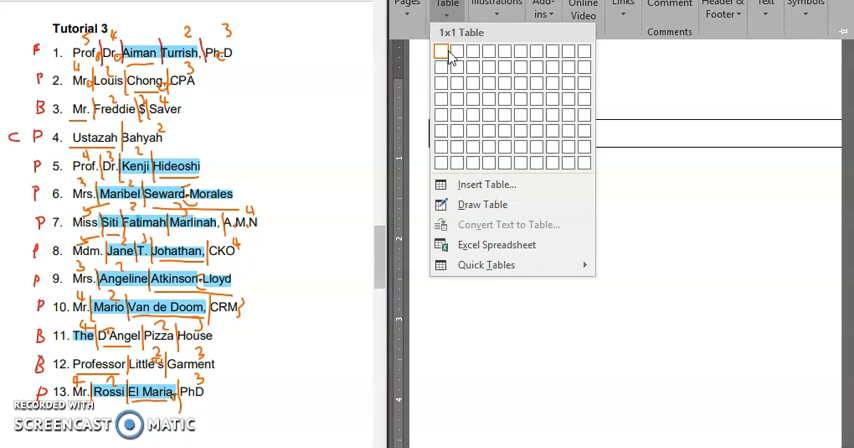 Tutorial 3
1. Prof. Dr. Aiman Turrish, Ph.D
2. Mr. Louis Chong, CPA
3. Mr. Freddie $ Saver
4. Ustazah Bahyah
5. Prof. Dr. Kenji Hideoshi
6. Mrs. Maribel Seward-Morales
7. Miss Siti Fatimah Marlinah, A.M.N
8. Mdm. Jane T. Johathan, CKO
9. Mrs. Angeline Atkinson-Lloyd
10. Mr. Mario Van de Doom, CRM
11. The D'Angel Pizza House
12. Professor Little's Garment
13. Mr. Rossi El Maria, PhD
RECORDED WITH
SCREENCAST MATIC
Pages
Table
Illustrations
Add-ins
Online Video
Links
Comment
Header & Footer
Text
Symbols
Comments
1x1 Table
Insert Table...
Draw Table
Convert Text to Table...
Excel Spreadsheet
Quick Tables